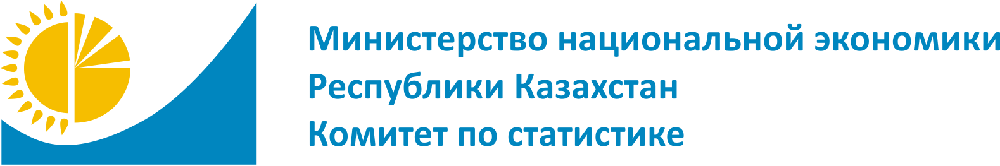 Министерство национальной экономики
Республики Казахстан
Комитет по статистике